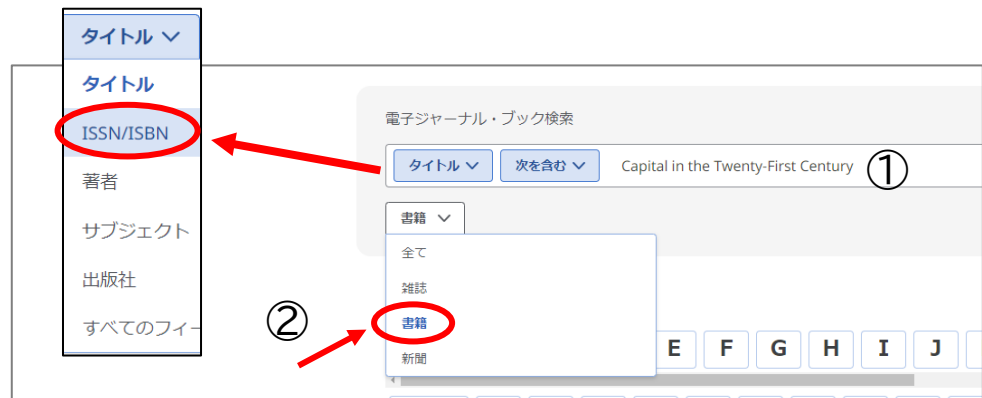 タイトル
タイトル
ISSN/ISBN
著者
サブジェクト
出版社
すべてのフィー
電子ジャーナル・ブック検索
タイトル 次を含む Capital in the Twenty-First Century ①
書籍
全て
雑誌
② 書籍
新聞
E F G H I J